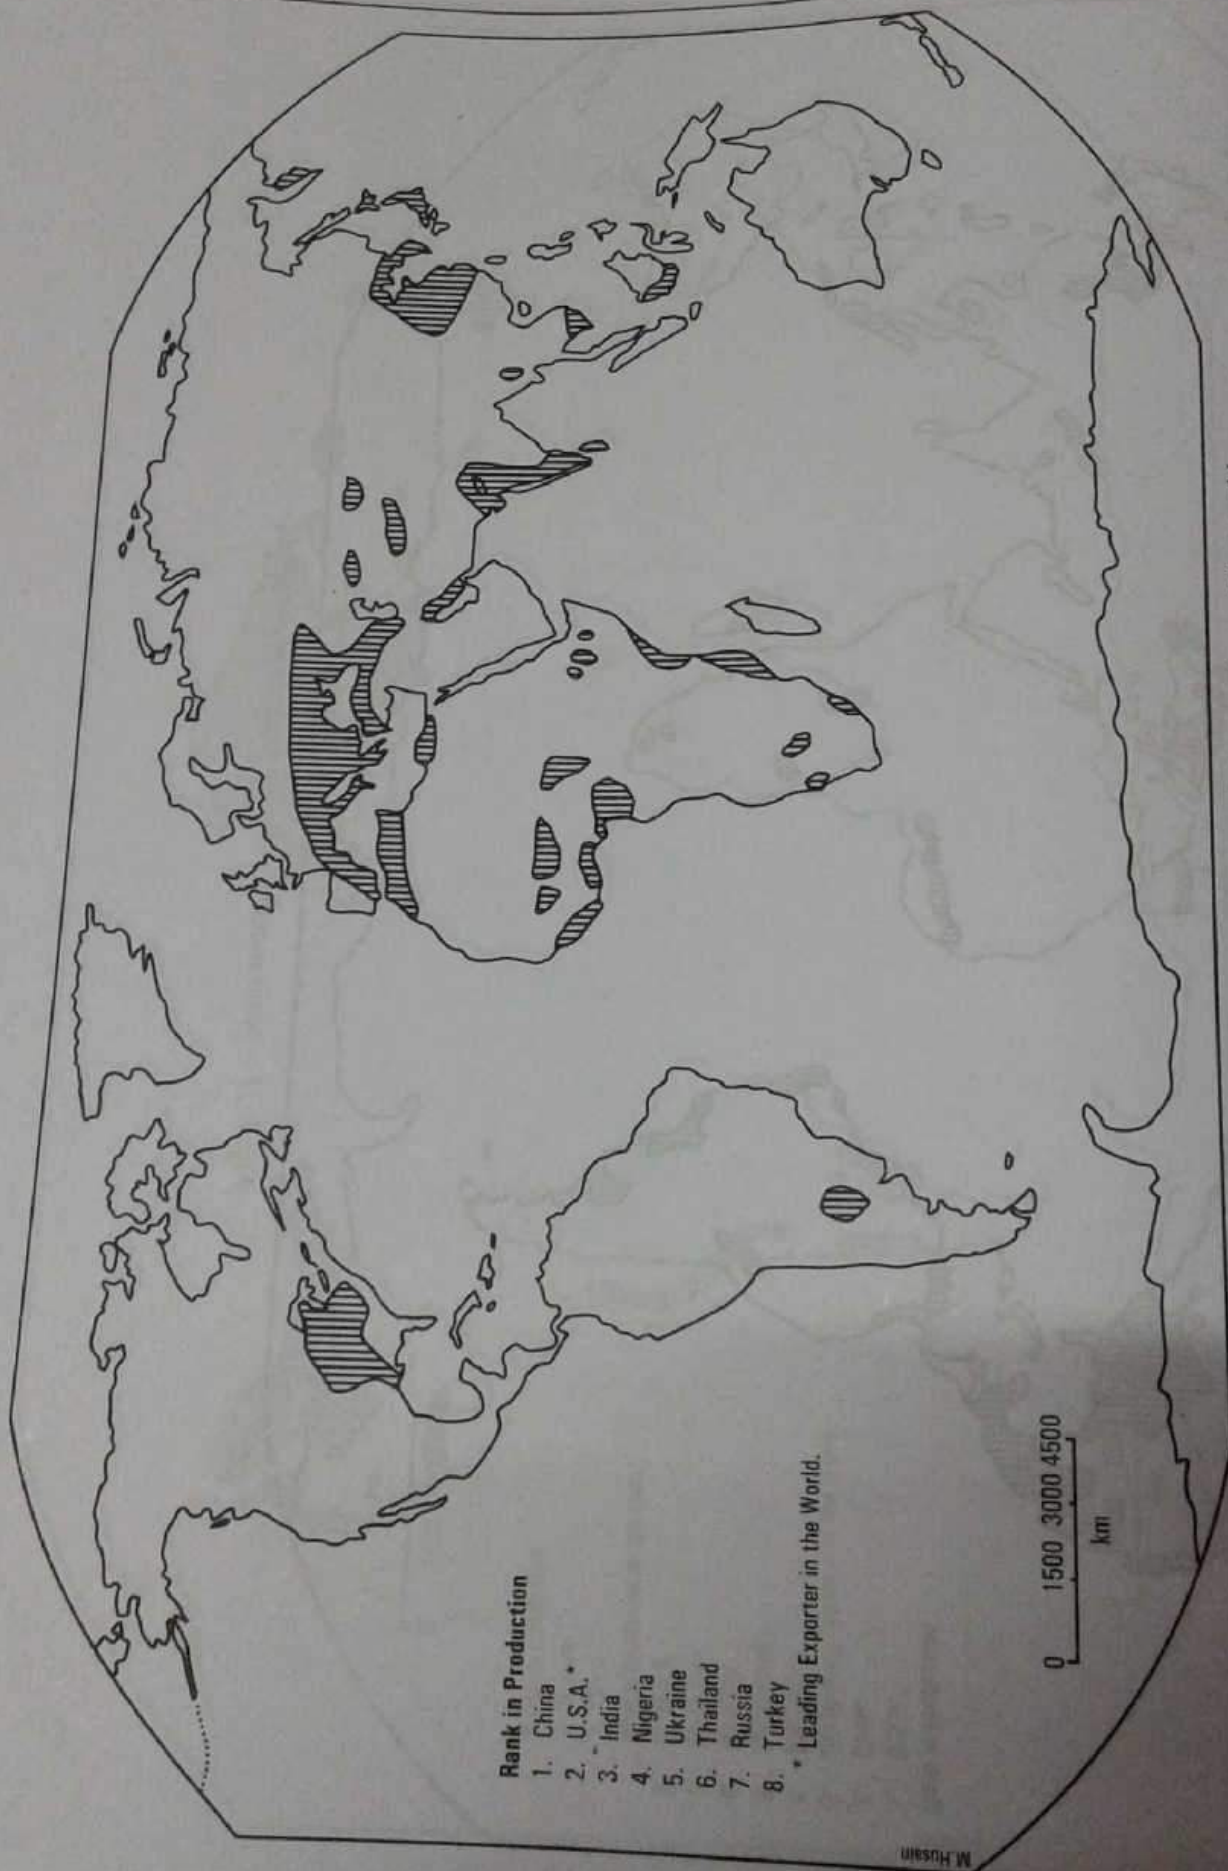 Rank in Production
1. China
2. U.S.A.*
3. India
4. Nigeria
5. Ukraine
6. Thailand
7. Russia
8. Turkey
* Leading Exporter in the World.
0 1500 3000 4500
km
M.Husain